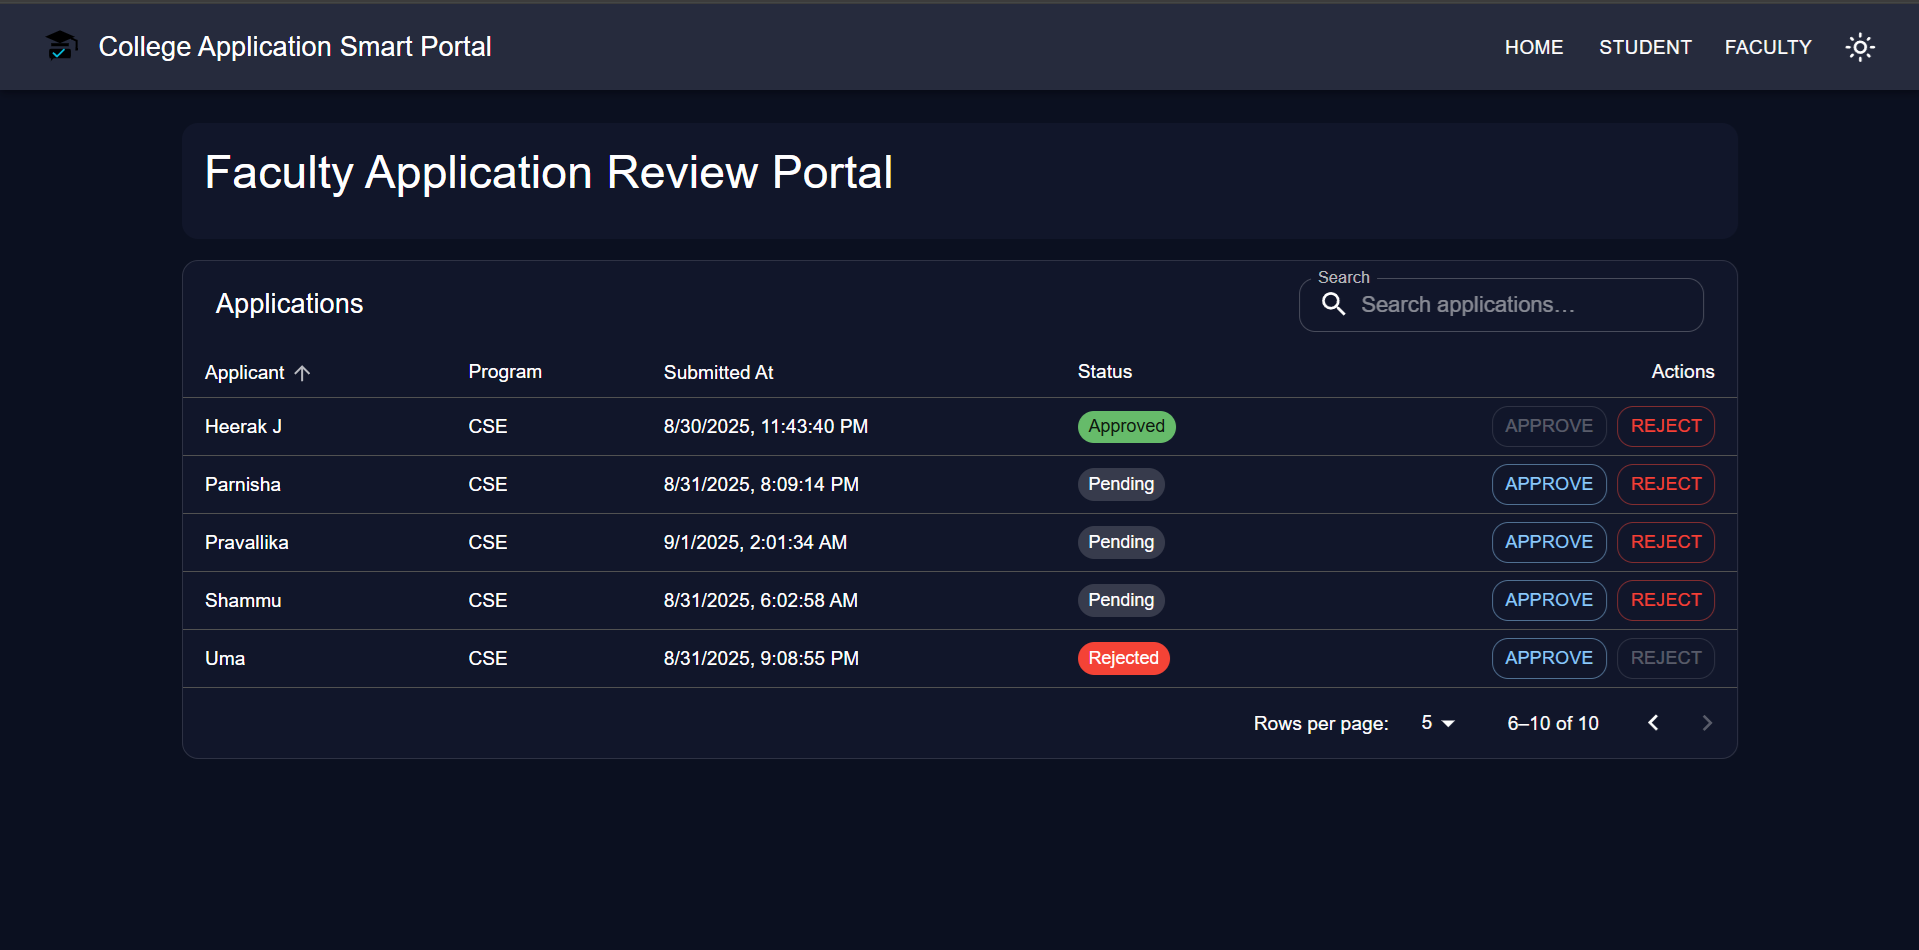 College Application Smart Portal HOME STUDENT FACULTY
Faculty Application Review Portal
Search
Applications Search applications...
Applicant Program Submitted At Status Actions
Heerak J CSE 8/30/2025, 11:43:40 PM Approved APPROVE REJECT
Parnisha CSE 8/31/2025, 8:09:14 PM Pending APPROVE REJECT
Pravallika CSE 9/1/2025, 2:01:34 AM Pending APPROVE REJECT
Shammu CSE 8/31/2025, 6:02:58 AM Pending APPROVE REJECT
Uma CSE 8/31/2025, 9:08:55 PM Rejected APPROVE REJECT
Rows per page: 5 6–10 of 10